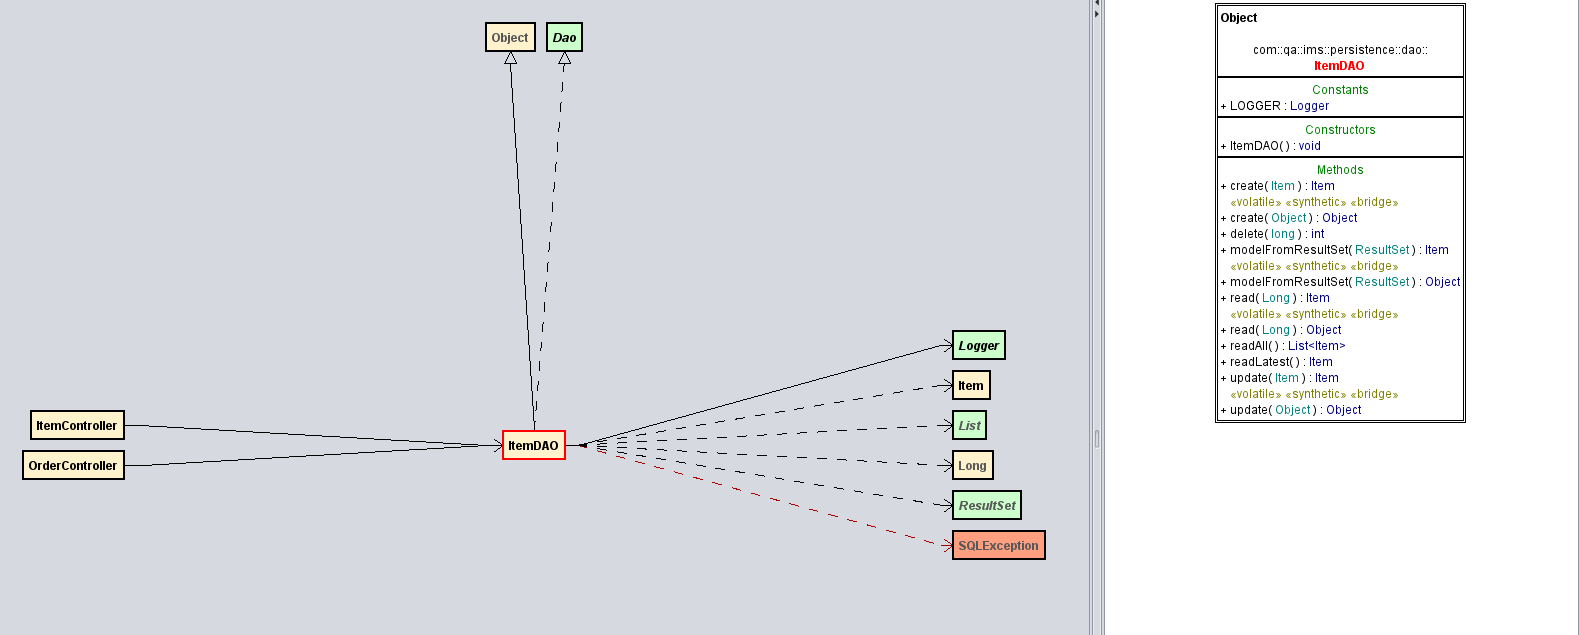 Object
Dao
Logger
Item
List
ItemController
ItemDAO
OrderController
Long
ResultSet
SQLException
Object
com::qa::ims::persistence::dao::
ItemDAO
Constants
+ LOGGER : Logger
Constructors
+ ItemDAO( ) : void
Methods
+ create( Item ) : Item
«volatile» «synthetic» «bridge»
+ create( Object ) : Object
+ delete( long ) : int
+ modelFromResultSet( ResultSet ) : Item
«volatile» «synthetic» «bridge»
+ modelFromResultSet( ResultSet ) : Object
+ read( Long ) : Item
«volatile» «synthetic» «bridge»
+ read( Long ) : Object
+ readAll( ) : List<Item>
+ readLatest( ) : Item
+ update( Item ) : Item
«volatile» «synthetic» «bridge»
+ update( Object ) : Object